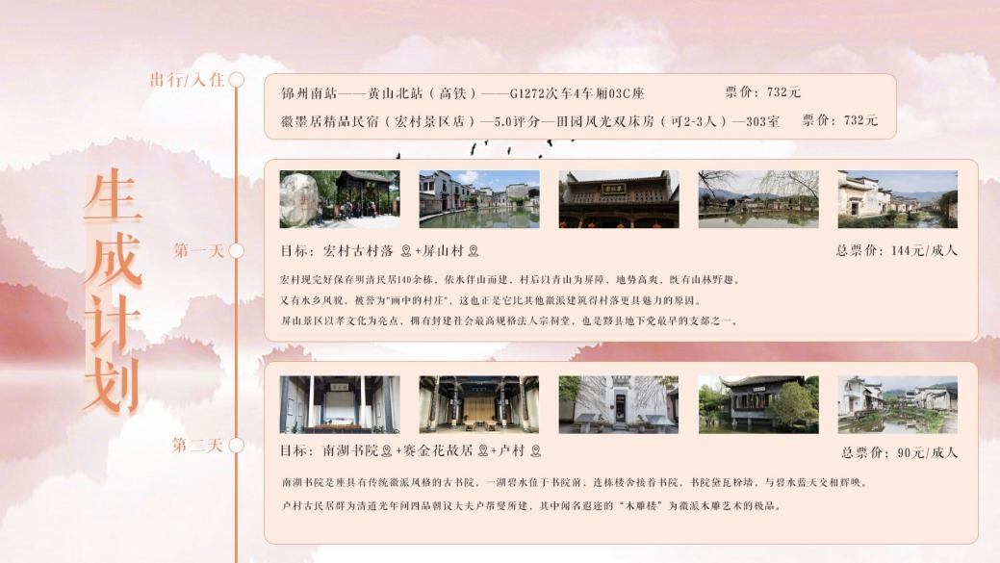 生成计划
出行/入住
锦州南站——黄山北站（高铁）——G1272次车4车厢03C座 票价：732元
徽墨居精品民宿（宏村景区店）—5.0评分—田园风光双床房（可2-3人）—303室 票价：732元
第一天
目标：宏村古村落+屏山村 总票价：144元/成人
宏村现完好保存明清民居140余栋，依水伴山而建，村后以青山为屏障，地势高爽，既有山林野趣。
又有水乡风貌，被誉为"画中的村庄"，这也正是它比其他徽派建筑得村落更具魅力的原因。
屏山景区以孝文化为亮点，拥有封建社会最高规格法人宗祠堂，也是黟县地下党最早的支部之一。
第二天
目标：南湖书院+赛金花故居+卢村 总票价：90元/成人
南湖书院是座具有传统徽派风格的古书院，一湖碧水位于书院前，连栋楼舍接着书院，书院黛瓦粉墙，与碧水蓝天交相辉映。
卢村古民居群为清道光年间四品朝议大夫卢帮燮所建，其中闻名遐迩的“木雕楼”为徽派木雕艺术的极品。